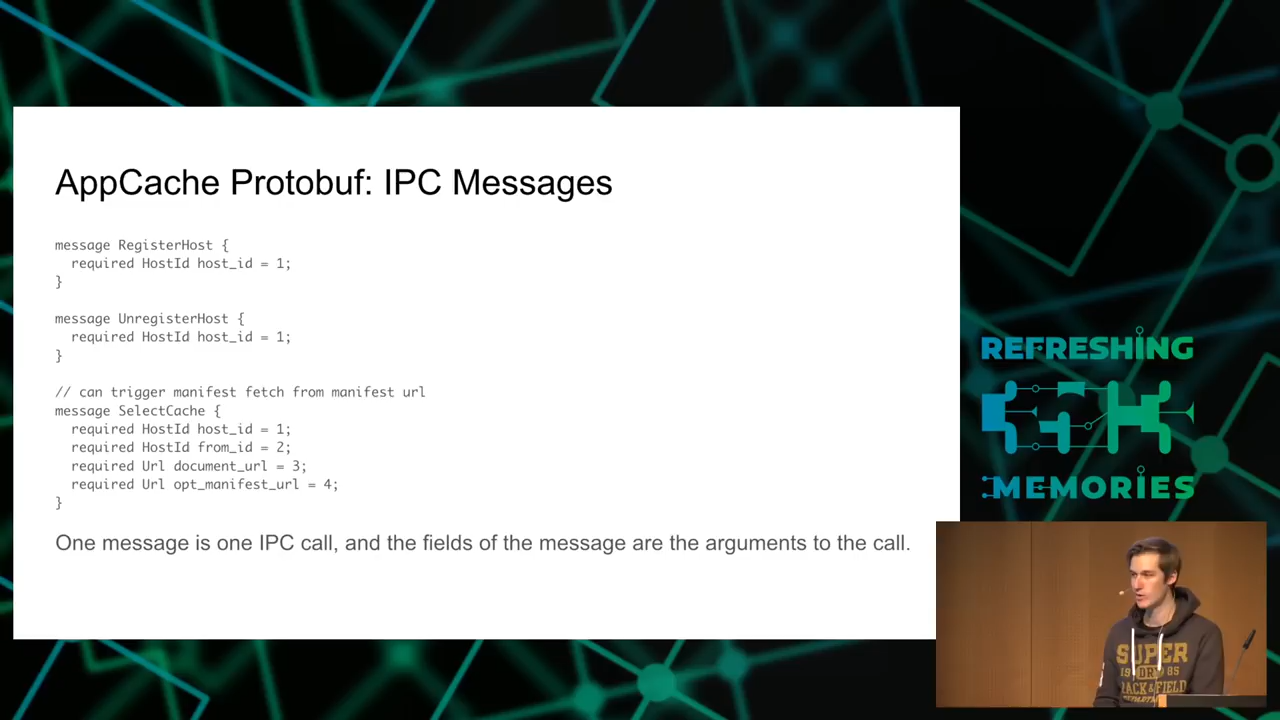 AppCache Protobuf: IPC Messages
message RegisterHost {
required HostId host_id = 1;
}
message UnregisterHost {
required HostId host_id = 1;
}
// can trigger manifest fetch from manifest url
message SelectCache {
required HostId host_id = 1;
required HostId from_id = 2;
required Url document_url = 3;
required Url opt_manifest_url = 4;
}
One message is one IPC call, and the fields of the message are the arguments to the call.
REFRESHING
MEMORIES
SUPER
TRACK & FIELD